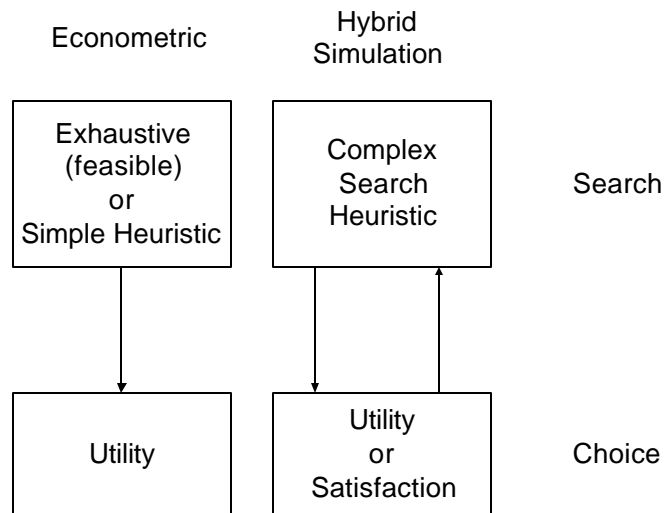 Econometric
Hybrid
Simulation
Exhaustive
(feasible)
or
Simple Heuristic
Complex
Search
Heuristic
Search
Utility
Utility
or
Satisfaction
Choice